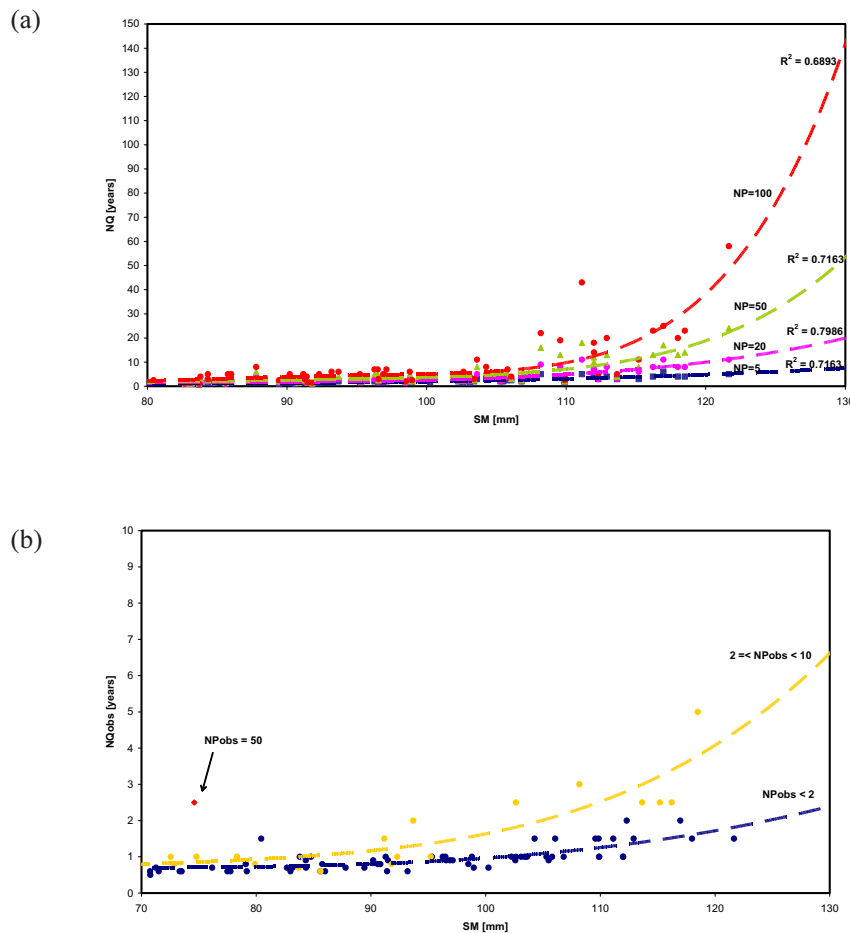 (a)
150
140
130
120
110
100
90
80
70
60
50
40
30
20
10
0
NQ [years]
R² = 0.6893
NP=100
R² = 0.7163
NP=50
R² = 0.7986
NP=20
R² = 0.7163
NP=5
80 90 100 110 120 130
SM [mm]
(b)
10
9
8
7
6
5
4
3
2
1
0
NQobs [years]
2 =< NPobs < 10
NPobs = 50
NPobs < 2
70 80 90 100 110 120 130
SM [mm]